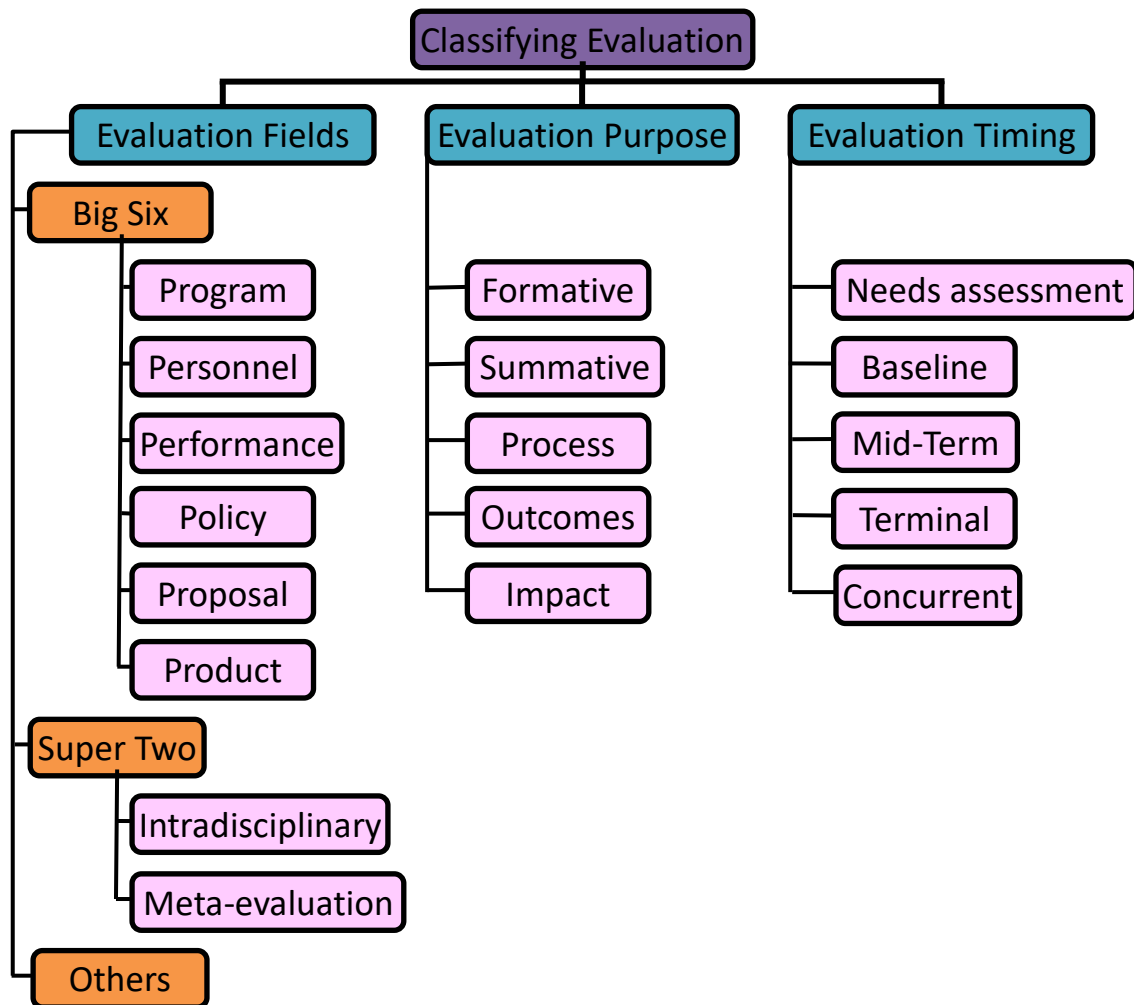 Classifying Evaluation
Evaluation Fields
Big Six
Program
Personnel
Performance
Policy
Proposal
Product
Super Two
Intradisciplinary
Meta-evaluation
Others
Evaluation Purpose
Formative
Summative
Process
Outcomes
Impact
Evaluation Timing
Needs assessment
Baseline
Mid-Term
Terminal
Concurrent